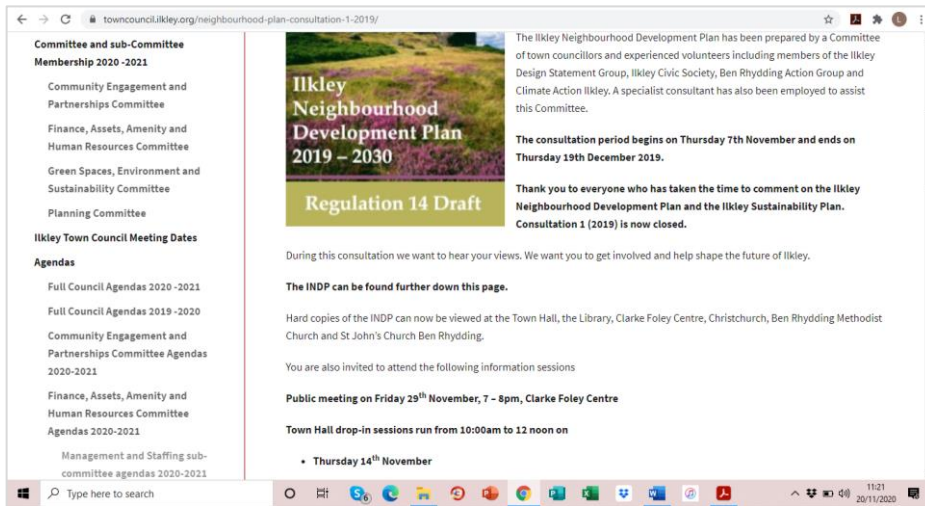 towncouncil.ilkley.org/neighbourhood-plan-consultation-1-2019/
L
Committee and sub-Committee
Membership 2020 -2021
Community Engagement and
Partnerships Committee
Finance, Assets, Amenity and
Human Resources Committee
Green Spaces, Environment and
Sustainability Committee
Planning Committee
Ilkley Town Council Meeting Dates
Agendas
Full Council Agendas 2020 -2021
Full Council Agendas 2019 -2020
Community Engagement and
Partnerships Committee Agendas
2020-2021
Finance, Assets, Amenity and
Human Resources Committee
Agendas 2020-2021
Management and Staffing sub-
committee agendas 2020-2021
Ilkley
Neighbourhood
Development Plan
2019 – 2030
Regulation 14 Draft
The Ilkley Neighbourhood Development Plan has been prepared by a Committee
of town councillors and experienced volunteers including members of the Ilkley
Design Statement Group, Ilkley Civic Society, Ben Rhydding Action Group and
Climate Action Ilkley. A specialist consultant has also been employed to assist
this Committee.
The consultation period begins on Thursday 7th November and ends on
Thursday 19th December 2019.
Thank you to everyone who has taken the time to comment on the Ilkley
Neighbourhood Development Plan and the Ilkley Sustainability Plan.
Consultation 1 (2019) is now closed.
During this consultation we want to hear your views. We want you to get involved and help shape the future of Ilkley.
The INDP can be found further down this page.
Hard copies of the INDP can now be viewed at the Town Hall, the Library, Clarke Foley Centre, Christchurch, Ben Rhydding Methodist
Church and St John's Church Ben Rhydding.
You are also invited to attend the following information sessions
Public meeting on Friday 29th November, 7 – 8pm, Clarke Foley Centre
Town Hall drop-in sessions run from 10:00am to 12 noon on
• Thursday 14th November
Type here to search
11:21
20/11/2020